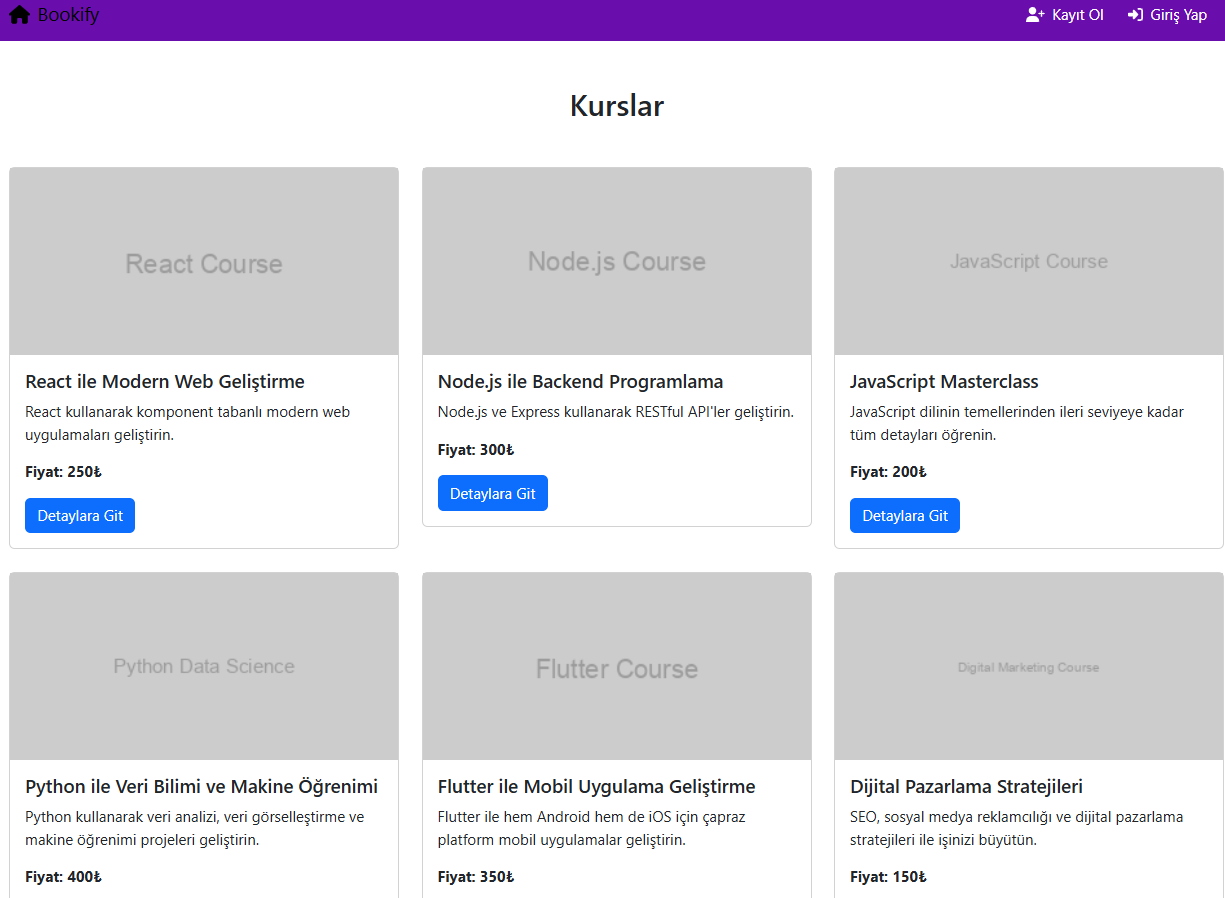 Bookify
Kayıt Ol
Giriş Yap
Kurslar
React Course
React ile Modern Web Geliştirme
React kullanarak komponent tabanlı modern web
uygulamaları geliştirin.
Fiyat: 250₺
Detaylara Git
Node.js Course
Node.js ile Backend Programlama
Node.js ve Express kullanarak RESTful API'ler geliştirin.
Fiyat: 300₺
Detaylara Git
JavaScript Course
JavaScript Masterclass
JavaScript dilinin temellerinden ileri seviyeye kadar
tüm detayları öğrenin.
Fiyat: 200₺
Detaylara Git
Python Data Science
Python ile Veri Bilimi ve Makine Öğrenimi
Python kullanarak veri analizi, veri görselleştirme ve
makine öğrenimi projeleri geliştirin.
Fiyat: 400₺
Flutter Course
Flutter ile Mobil Uygulama Geliştirme
Flutter ile hem Android hem de iOS için çapraz
platform mobil uygulamalar geliştirin.
Fiyat: 350₺
Digital Marketing Course
Dijital Pazarlama Stratejileri
SEO, sosyal medya reklamcılığı ve dijital pazarlama
stratejileri ile işinizi büyütün.
Fiyat: 150₺